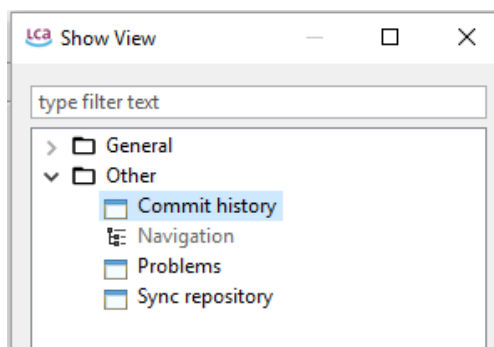 LCa Show View
type filter text
General
Other
Commit history
Navigation
Problems
Sync repository